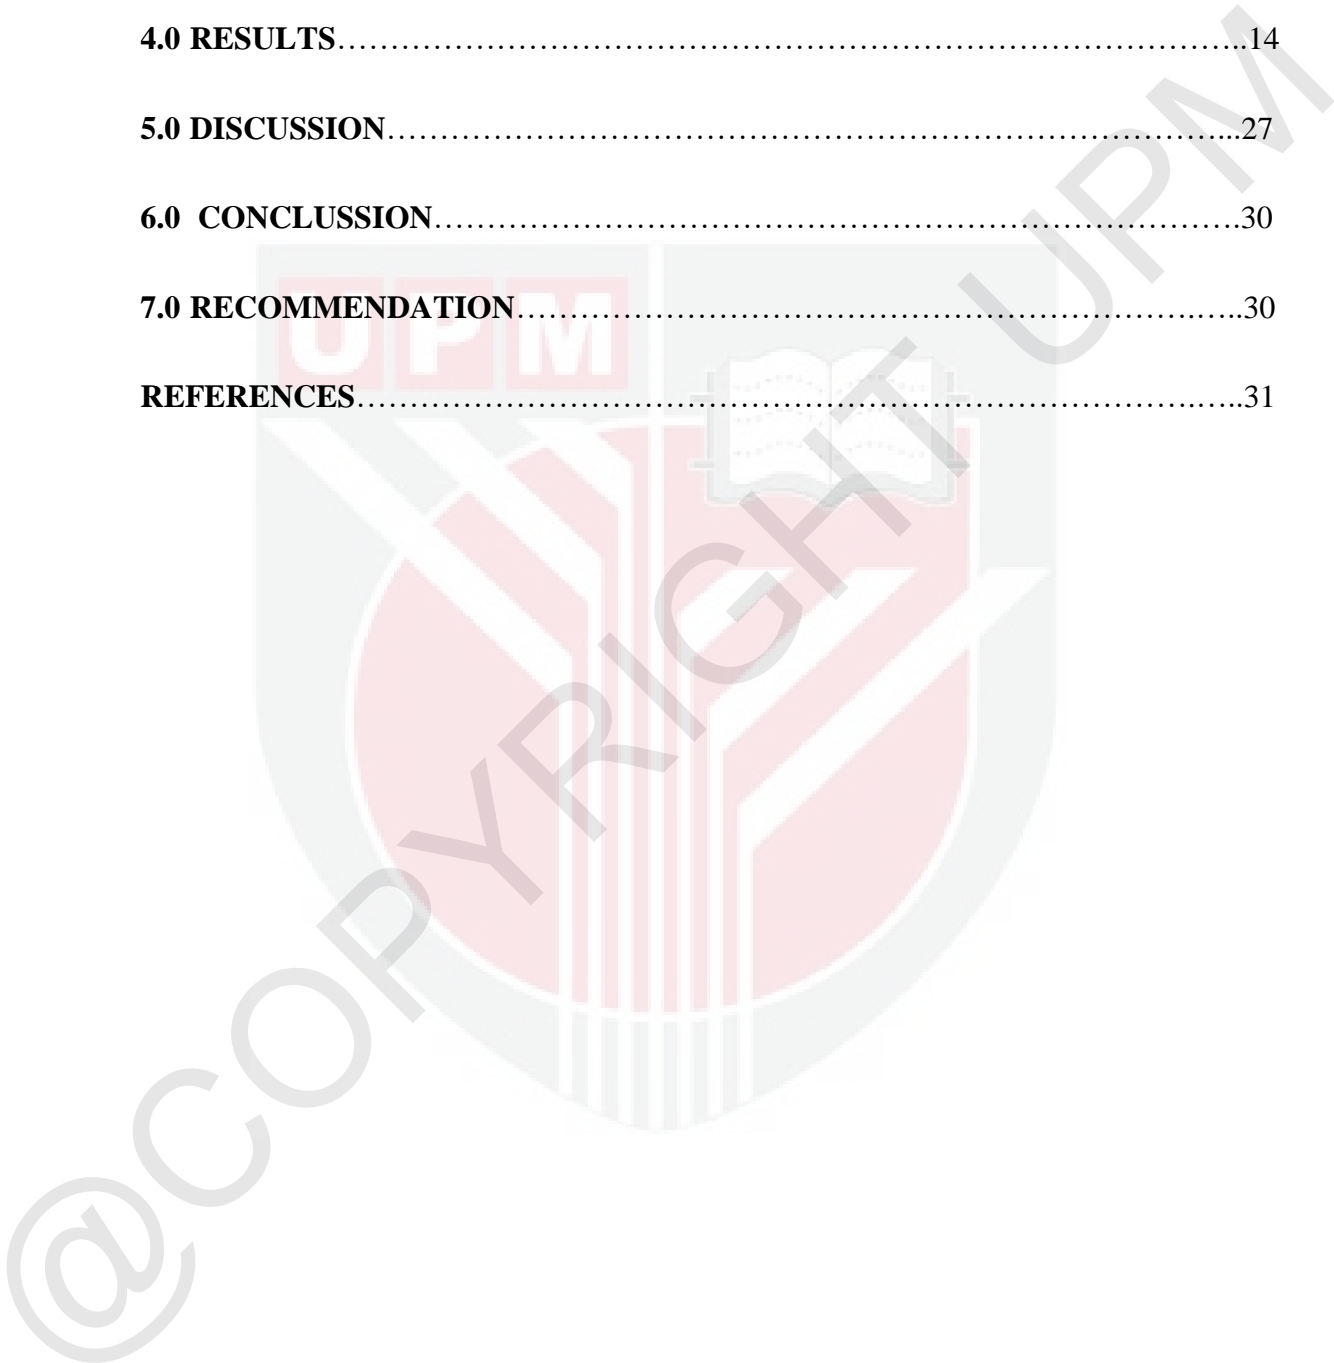 4.0 RESULTS……………………………………………………………………………..14
5.0 DISCUSSION………………………………………………………………………...27
6.0  CONCLUSSION…………………………………………………………………….30
7.0 RECOMMENDATION……………………………………………………….…..30
UPM
REFERENCES…………………………………………………………………….…..31
@COPYRIGHT UPM